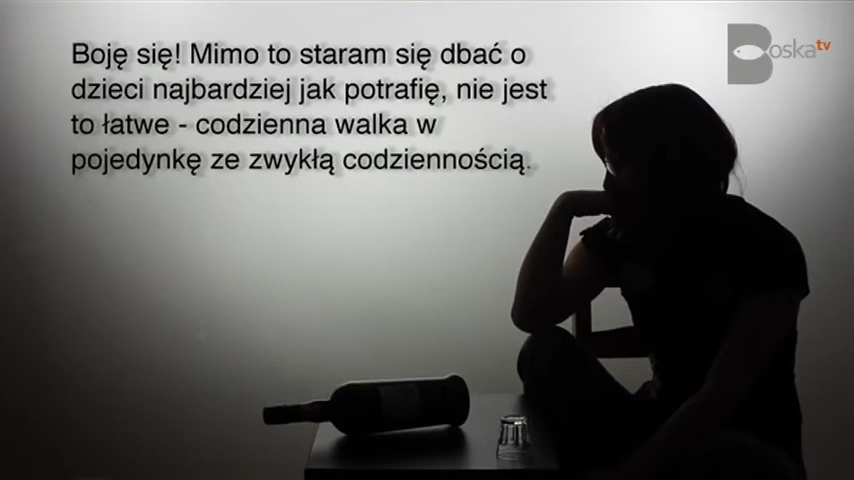 Boję się! Mimo to staram się dbać o
dzieci najbardziej jak potrafię, nie jest
to łatwe - codzienna walka w
pojedynkę ze zwykłą codziennością.
Boska tv